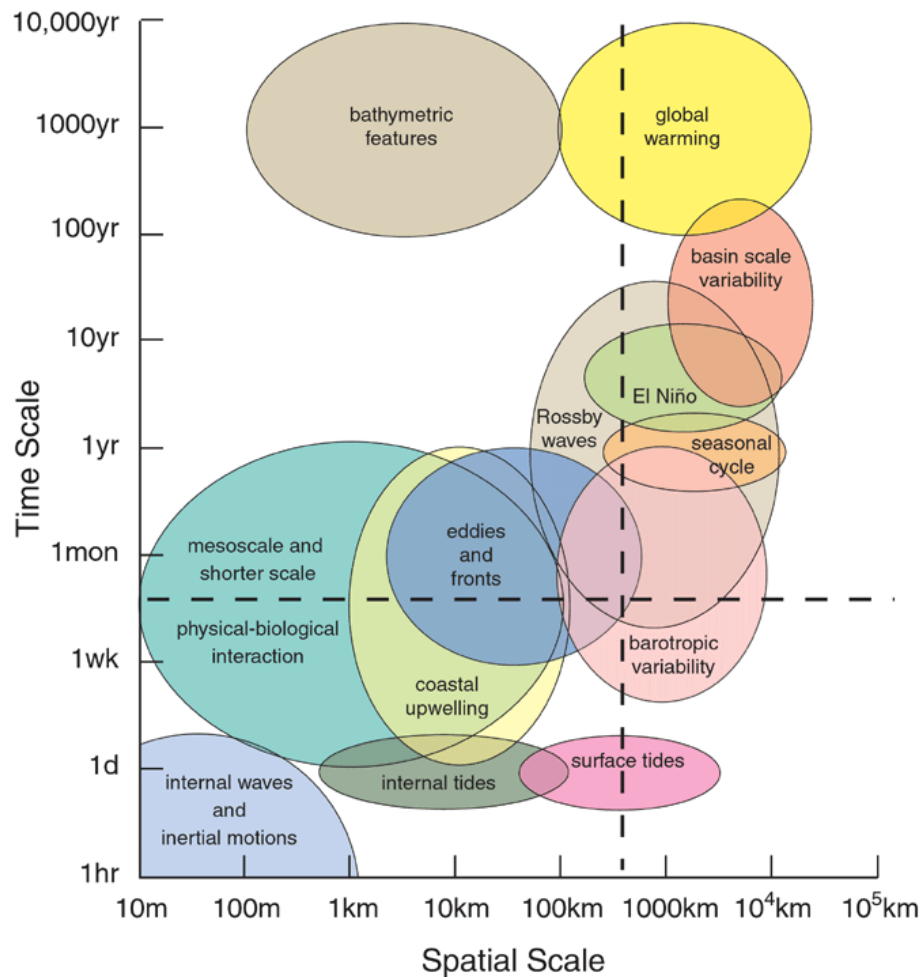 10,000yr
1000yr
100yr
10yr
1yr
1mon
1wk
1d
1hr
Time Scale
bathymetric
features
global
warming
basin scale
variability
El Niño
Rossby
waves
seasonal
cycle
mesoscale and
shorter scale
physical-biological
interaction
eddies
and
fronts
coastal
upwelling
barotropic
variability
internal waves
and
inertial motions
internal tides
surface tides
10m
100m
1km
10km
100km
1000km
10⁴km
10⁵km
Spatial Scale